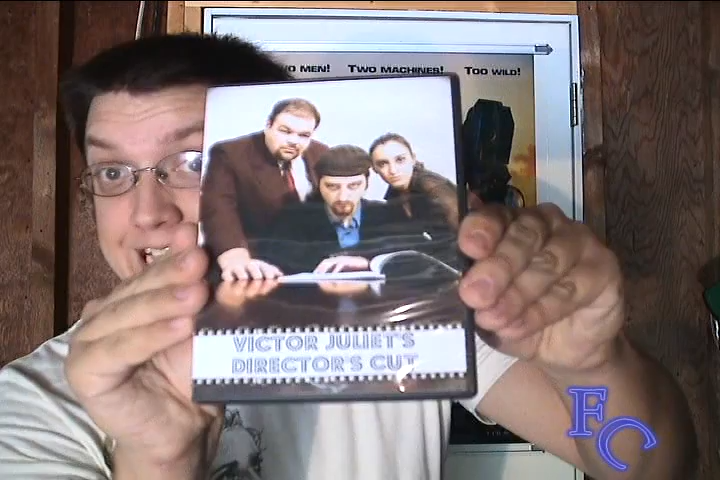 WO MEN! TWO MACHINES! TOO WILD!
VICTOR JULIET'S
DIRECTOR'S CUT
FC